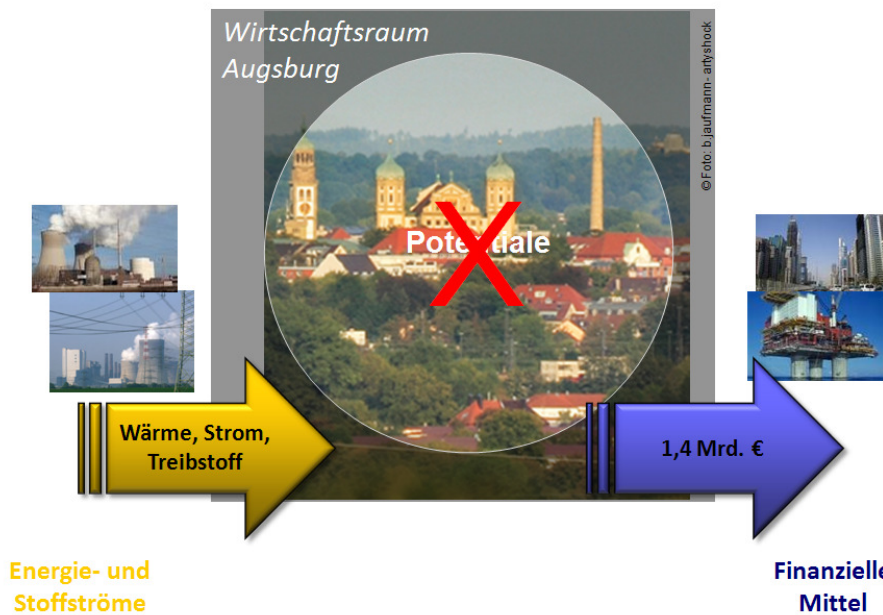 Wirtschaftsraum
Augsburg
© Foto: b.jaufmann- artyshock
Potentiale
X
Wärme, Strom,
Treibstoff
1,4 Mrd. €
Energie- und
Stoffströme
Finanzielle
Mittel